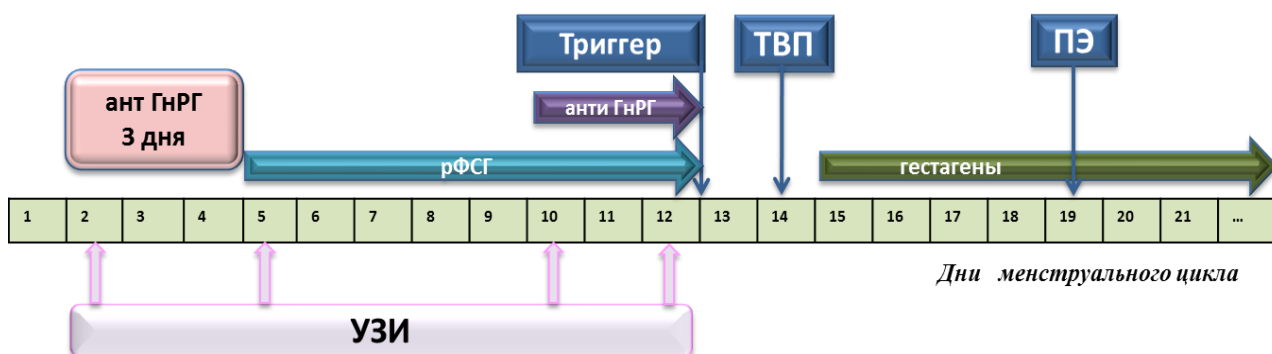 Триггер
ТВП
ПЭ
ант ГнРГ
3 дня
анти ГнРГ
рФСГ
гестагены
1 2 3 4 5 6 7 8 9 10 11 12 13 14 15 16 17 18 19 20 21 ...
Дни менструального цикла
УЗИ